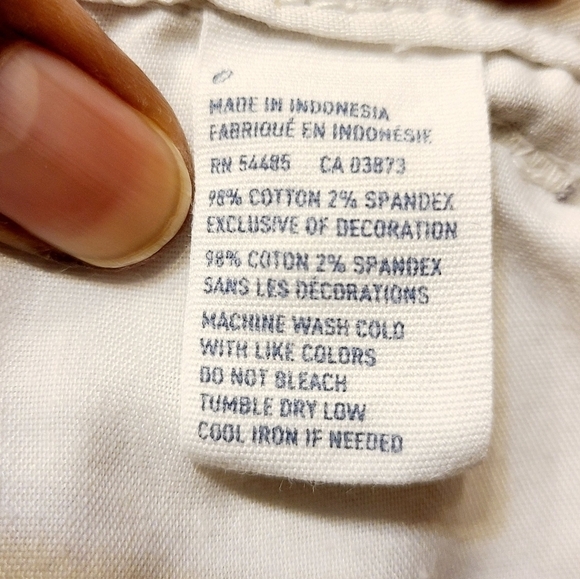 0
MADE IN INDONESIA
FABRIQUÉ EN INDONÉSIE
RN 54485 CA 03873
98% COTTON 2% SPANDEX
EXCLUSIVE OF DECORATION
98% COTON 2% SPANDEX
SANS LES DÉCORATIONS
MACHINE WASH COLD
WITH LIKE COLORS
DO NOT BLEACH
TUMBLE DRY LOW
COOL IRON IF NEEDED